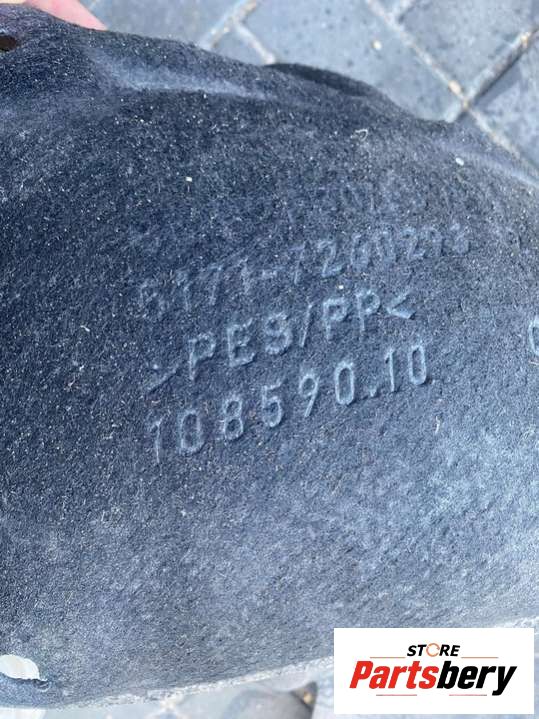 5171-7260293
>PES/PP<
108590.10
STORE
Partsbery